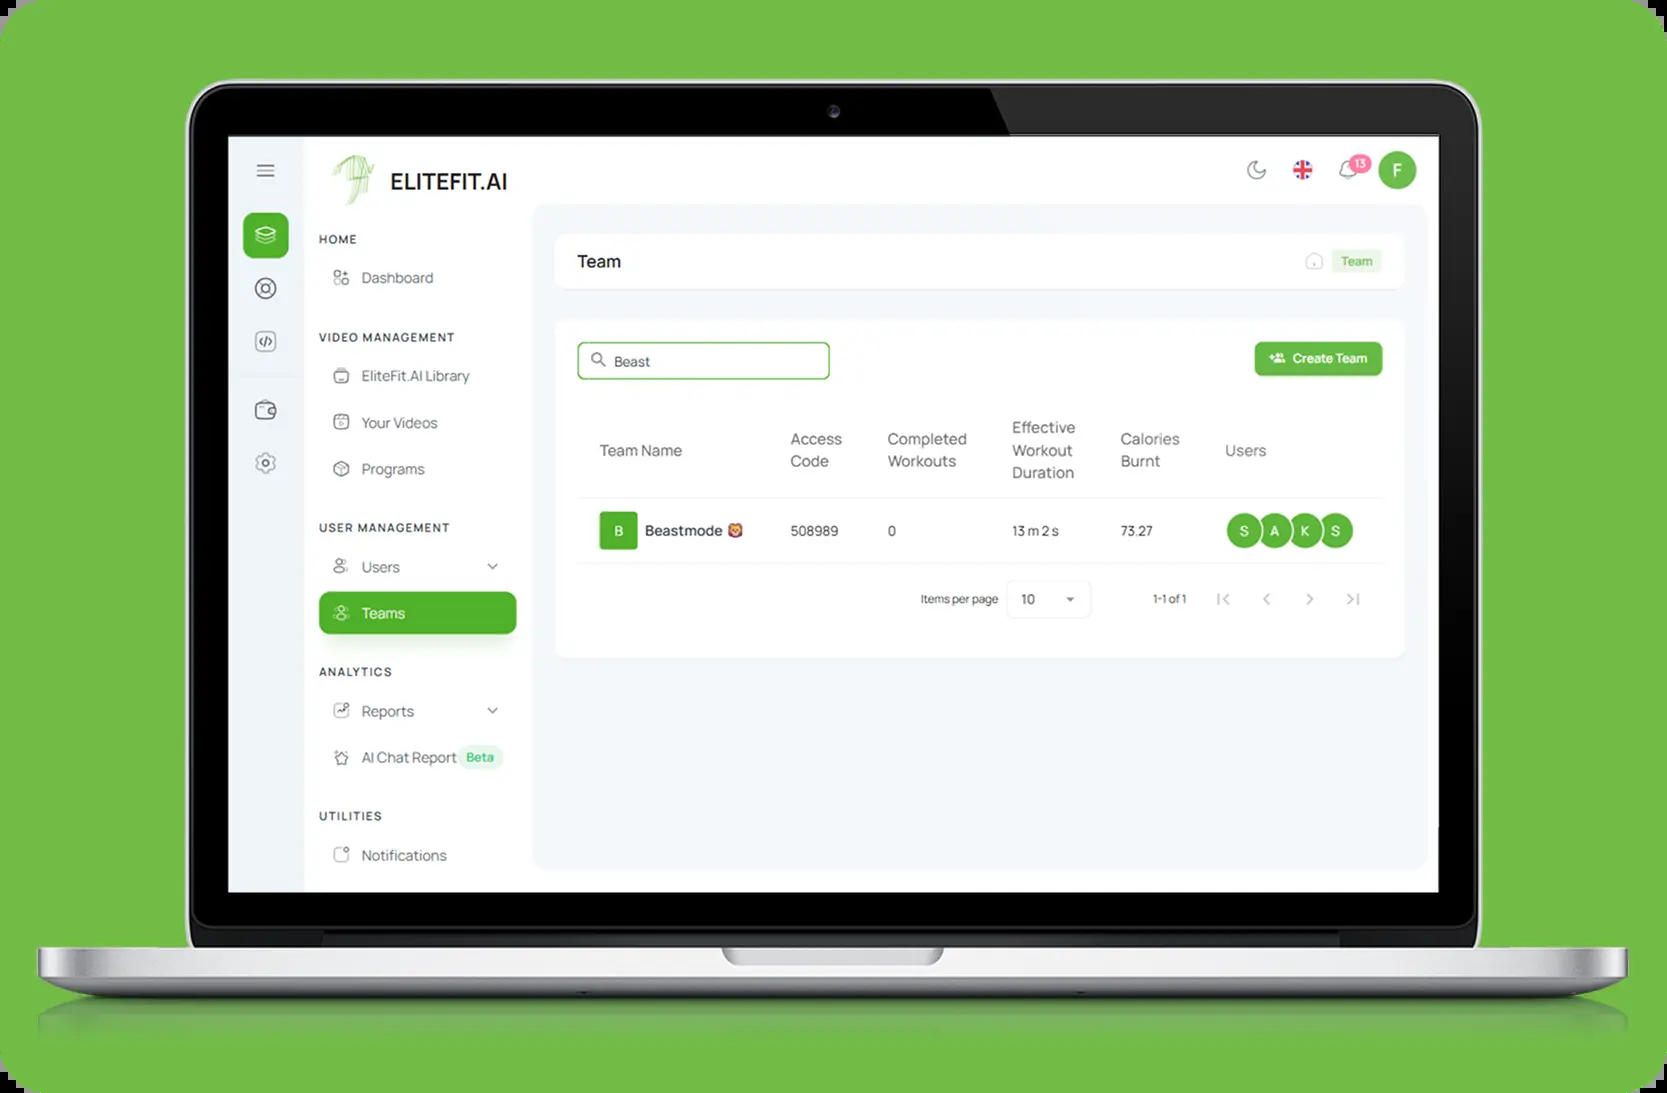 ELITEFIT.AI
13
F
HOME
Dashboard
VIDEO MANAGEMENT
EliteFit.AI Library
Your Videos
Programs
USER MANAGEMENT
Users
Teams
ANALYTICS
Reports
AI Chat Report Beta
UTILITIES
Notifications
Team
Team
Beast
Create Team
Team Name
Access
Code
Completed
Workouts
Effective
Workout
Duration
Calories
Burnt
Users
B Beastmode 🦁 508989 0 13 m 2 s 73.27 S A K S
Items per page 10 1-1 of 1